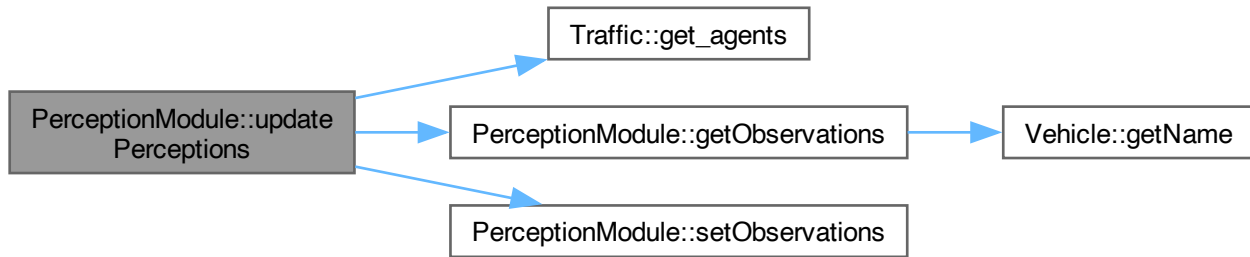 PerceptionModule::update
Perceptions
Traffic::get_agents
PerceptionModule::getObservations
Vehicle::getName
PerceptionModule::setObservations